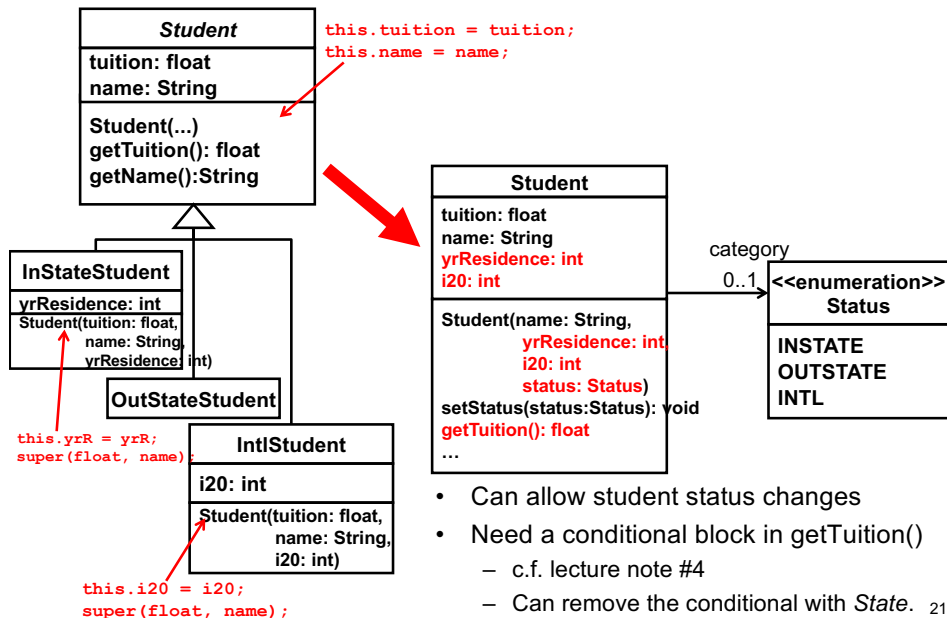 Student
this.tuition = tuition;
this.name = name;
tuition: float
name: String
Student(...)
getTuition(): float
getName():String
InStateStudent
yrResidence: int
Student(tuition: float,
name: String,
yrResidence: int)
OutStateStudent
this.yrR = yrR;
super(float, name);
IntlStudent
i20: int
Student(tuition: float,
name: String,
i20: int)
this.i20 = i20;
super(float, name);
Student
tuition: float
name: String
yrResidence: int
i20: int
Student(name: String,
yrResidence: int,
i20: int
status: Status)
setStatus(status:Status): void
getTuition(): float
…
category
0..1
<<enumeration>>
Status
INSTATE
OUTSTATE
INTL
• Can allow student status changes
• Need a conditional block in getTuition()
– c.f. lecture note #4
– Can remove the conditional with State.
21